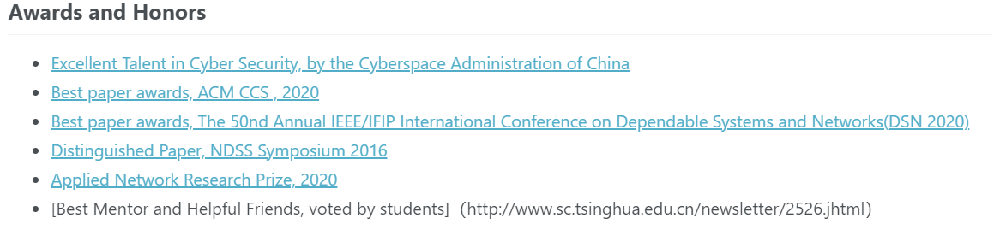 Awards and Honors
Excellent Talent in Cyber Security, by the Cyberspace Administration of China
Best paper awards, ACM CCS , 2020
Best paper awards, The 50nd Annual IEEE/IFIP International Conference on Dependable Systems and Networks(DSN 2020)
Distinguished Paper, NDSS Symposium 2016
Applied Network Research Prize, 2020
[Best Mentor and Helpful Friends, voted by students]（http://www.sc.tsinghua.edu.cn/newsletter/2526.jhtml）